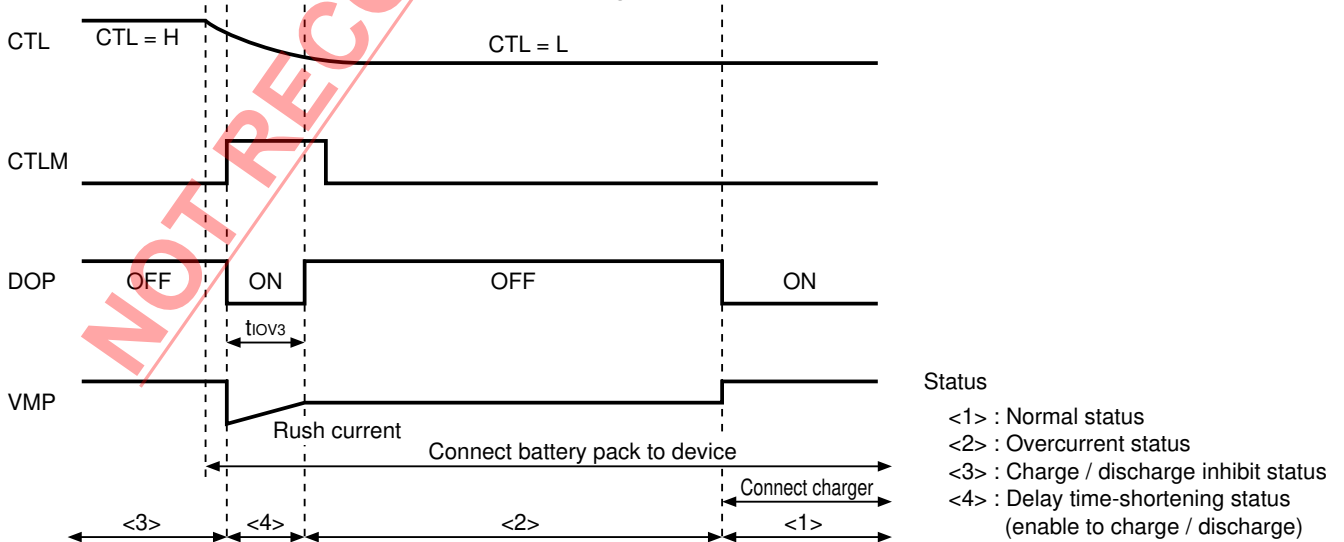 CTL
CTL = H
CTL = L
CTLM
DOP
OFF
ON
OFF
ON
tIOV3
VMP
Rush current
Connect battery pack to device
Connect charger
<3>
<4>
<2>
<1>
Status
<1> : Normal status
<2> : Overcurrent status
<3> : Charge / discharge inhibit status
<4> : Delay time-shortening status
(enable to charge / discharge)
NOT RECO